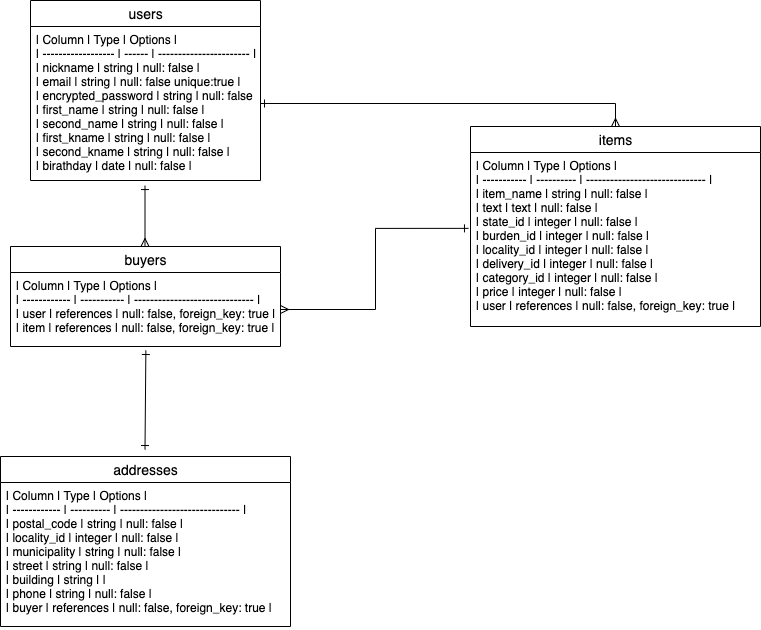 users
| Column | Type | Options |
| ------------------ | ------ | ----------------------- |
| nickname | string | null: false |
| email | string | null: false unique:true |
| encrypted_password | string | null: false
| first_name | string | null: false |
| second_name | string | null: false |
| first_kname | string | null: false |
| second_kname | string | null: false |
| birathday | date | null: false |
items
| Column | Type | Options |
| ----------- | ---------- | ------------------------------ |
| item_name | string | null: false |
| text | text | null: false |
| state_id | integer | null: false |
| burden_id | integer | null: false |
| locality_id | integer | null: false |
| delivery_id | integer | null: false |
| category_id | integer | null: false |
| price | integer | null: false |
| user | references | null: false, foreign_key: true |
buyers
| Column | Type | Options |
| ------------ | ----------- | ------------------------------ |
| user | references | null: false, foreign_key: true |
| item | references | null: false, foreign_key: true |
addresses
| Column | Type | Options |
| ------------ | ---------- | ------------------------------ |
| postal_code | string | null: false |
| locality_id | integer | null: false |
| municipality | string | null: false |
| street | string | null: false |
| building | string | |
| phone | string | null: false |
| buyer | references | null: false, foreign_key: true |